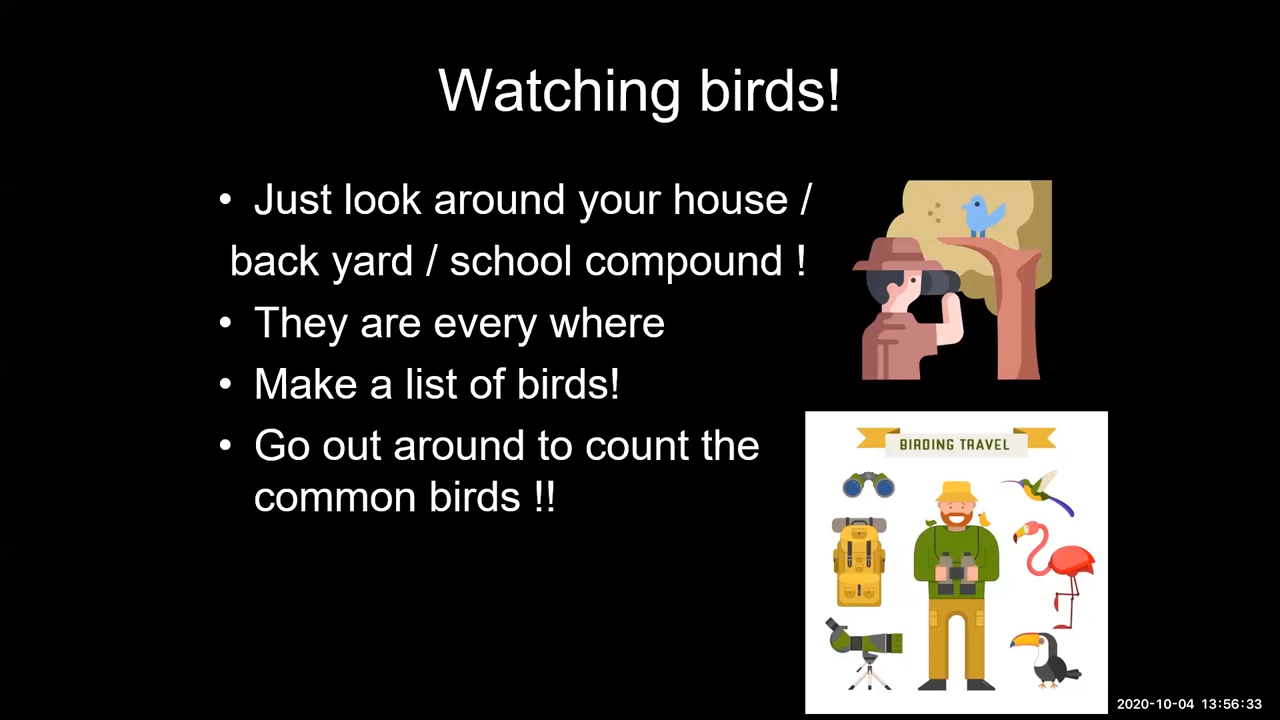 Watching birds!
• Just look around your house /
back yard / school compound !
• They are every where
• Make a list of birds!
• Go out around to count the
common birds !!
BIRDING TRAVEL
2020-10-04 13:56:33